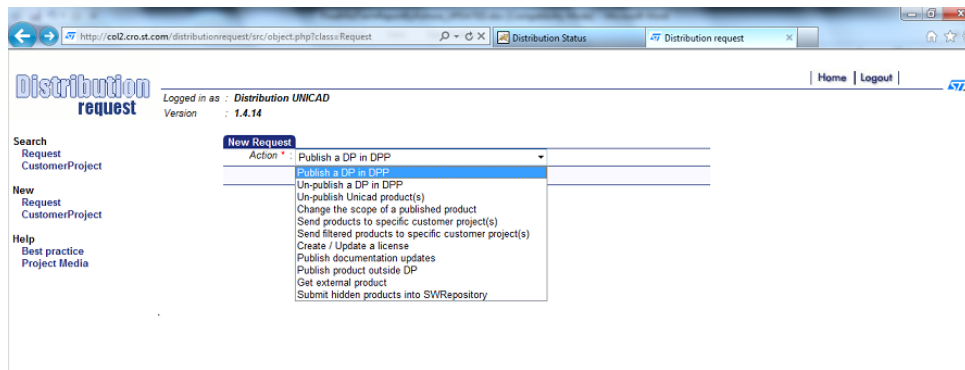 http://col2.cro.st.com/distributionrequest/src/object.php?class=Request
Distribution Status
Distribution request
Home | Logout |
Distribution
request
Logged in as : Distribution UNICAD
Version : 1.4.14
Search
Request
CustomerProject
New
Request
CustomerProject
Help
Best practice
Project Media
New Request
Action * : Publish a DP in DPP
Publish a DP in DPP
Un-publish a DP in DPP
Un-publish Unicad product(s)
Change the scope of a published product
Send products to specific customer project(s)
Send filtered products to specific customer project(s)
Create / Update a license
Publish documentation updates
Publish product outside DP
Get external product
Submit hidden products into SWRepository